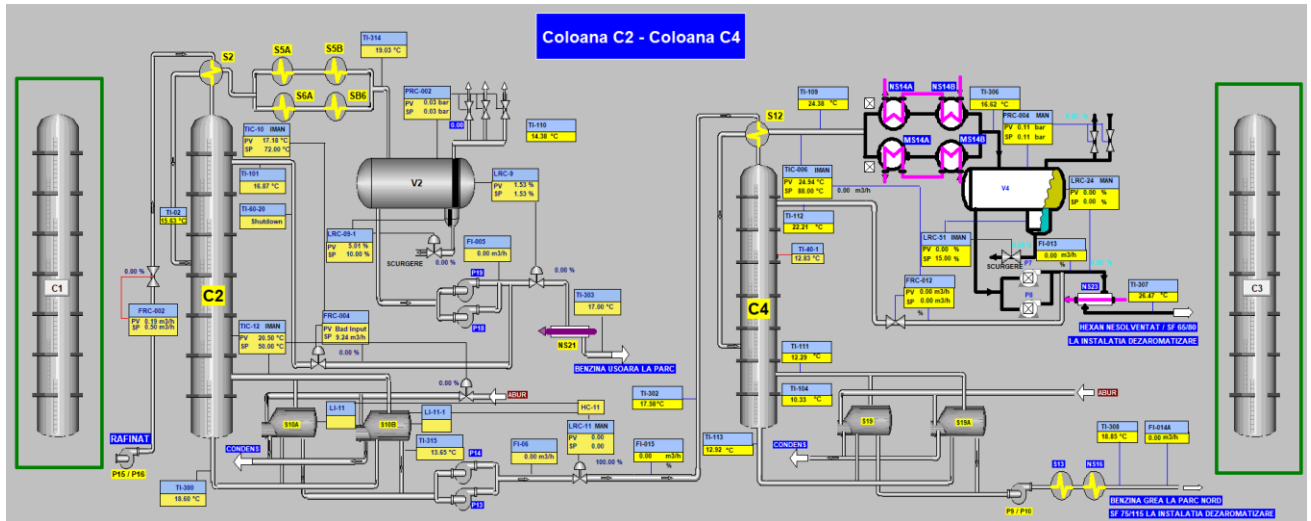 Coloana C2 - Coloana C4
C1
S2
S5A
S5B
S6A
SB6
TI-314
19.03 °C
PRC-002
PV 0.03 bar
SP 0.03 bar
0.00
TI-110
14.38 °C
TIC-10 IMAN
PV 17.18 °C
SP 72.00 °C
TI-101
16.87 °C
TI-60-20
Shutdown
TI-02
15.63 °C
V2
LRC-9
PV 1.53 %
SP 1.53 %
LRC-09-1
PV 5.01 %
SP 10.00 %
0.00 %
SCURGERE
FI-005
0.00 m3/h
0.00 %
P19
P18
TI-303
17.00 °C
NS21
BENZINA USOARA LA PARC
0.00 %
FRC-002
PV 0.19 m3/h
SP 0.50 m3/h
C2
TIC-12 IMAN
PV 20.50 °C
SP 50.00 °C
FRC-004
PV Bad Input
SP 9.24 m3/h
0.00 %
0.00 %
ABUR
LI-11
LI-11-1
HC-11
S10A
S10B
RAFINAT
P15 / P16
CONDENS
TI-315
13.65 °C
P14
P13
FI-06
0.00 m3/h
LRC-11 MAN
PV 0.00
SP 0.00
100.00 %
TI-300
18.60 °C
TI-302
17.58°C
FI-015
0.00 m3/h
%
S12
TI-109
24.38 °C
NS14A
NS14B
MS14A
MS14B
TI-306
16.62 °C
PRC-004 MAN
PV 0.11 bar
SP 0.11 bar
TIC-006 IMAN
PV 24.94 °C
SP 88.00 °C
0.00 m3/h
TI-112
22.21 °C
TI-40-1
12.83 °C
V4
LRC-24 MAN
PV 0.00 %
SP 0.00 %
LRC-51 IMAN
PV 0.00 %
SP 15.00 %
SCURGERE
FI-013
0.00 m3/h
%
P7
P8
FRC-012
PV 0.00 m3/h
SP 0.00 m3/h
%
NS23
TI-307
26.47 °C
HEXAN NESOLVENTAT / SF 65/80
LA INSTALATIA DEZAROMATIZARE
C4
TI-111
12.29 °C
TI-104
10.33 °C
TI-113
12.92 °C
ABUR
S19
S19A
CONDENS
P9 / P10
S13
NS16
TI-308
18.85 °C
FI-014A
0.00 m3/h
BENZINA GREA LA PARC NORD
SF 75/115 LA INSTALATIA DEZAROMATIZARE
C3